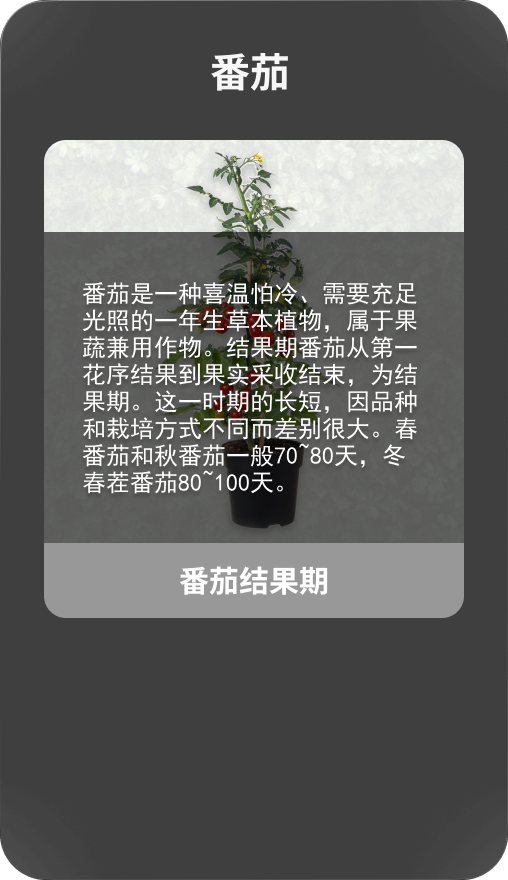 番茄
番茄是一种喜温怕冷、需要充足
光照的一年生草本植物，属于果
蔬兼用作物。结果期番茄从第一
花序结果到果实采收结束，为结
果期。这一时期的长短，因品种
和栽培方式不同而差别很大。春
番茄和秋番茄一般70~80天，冬
春茬番茄80~100天。
番茄结果期